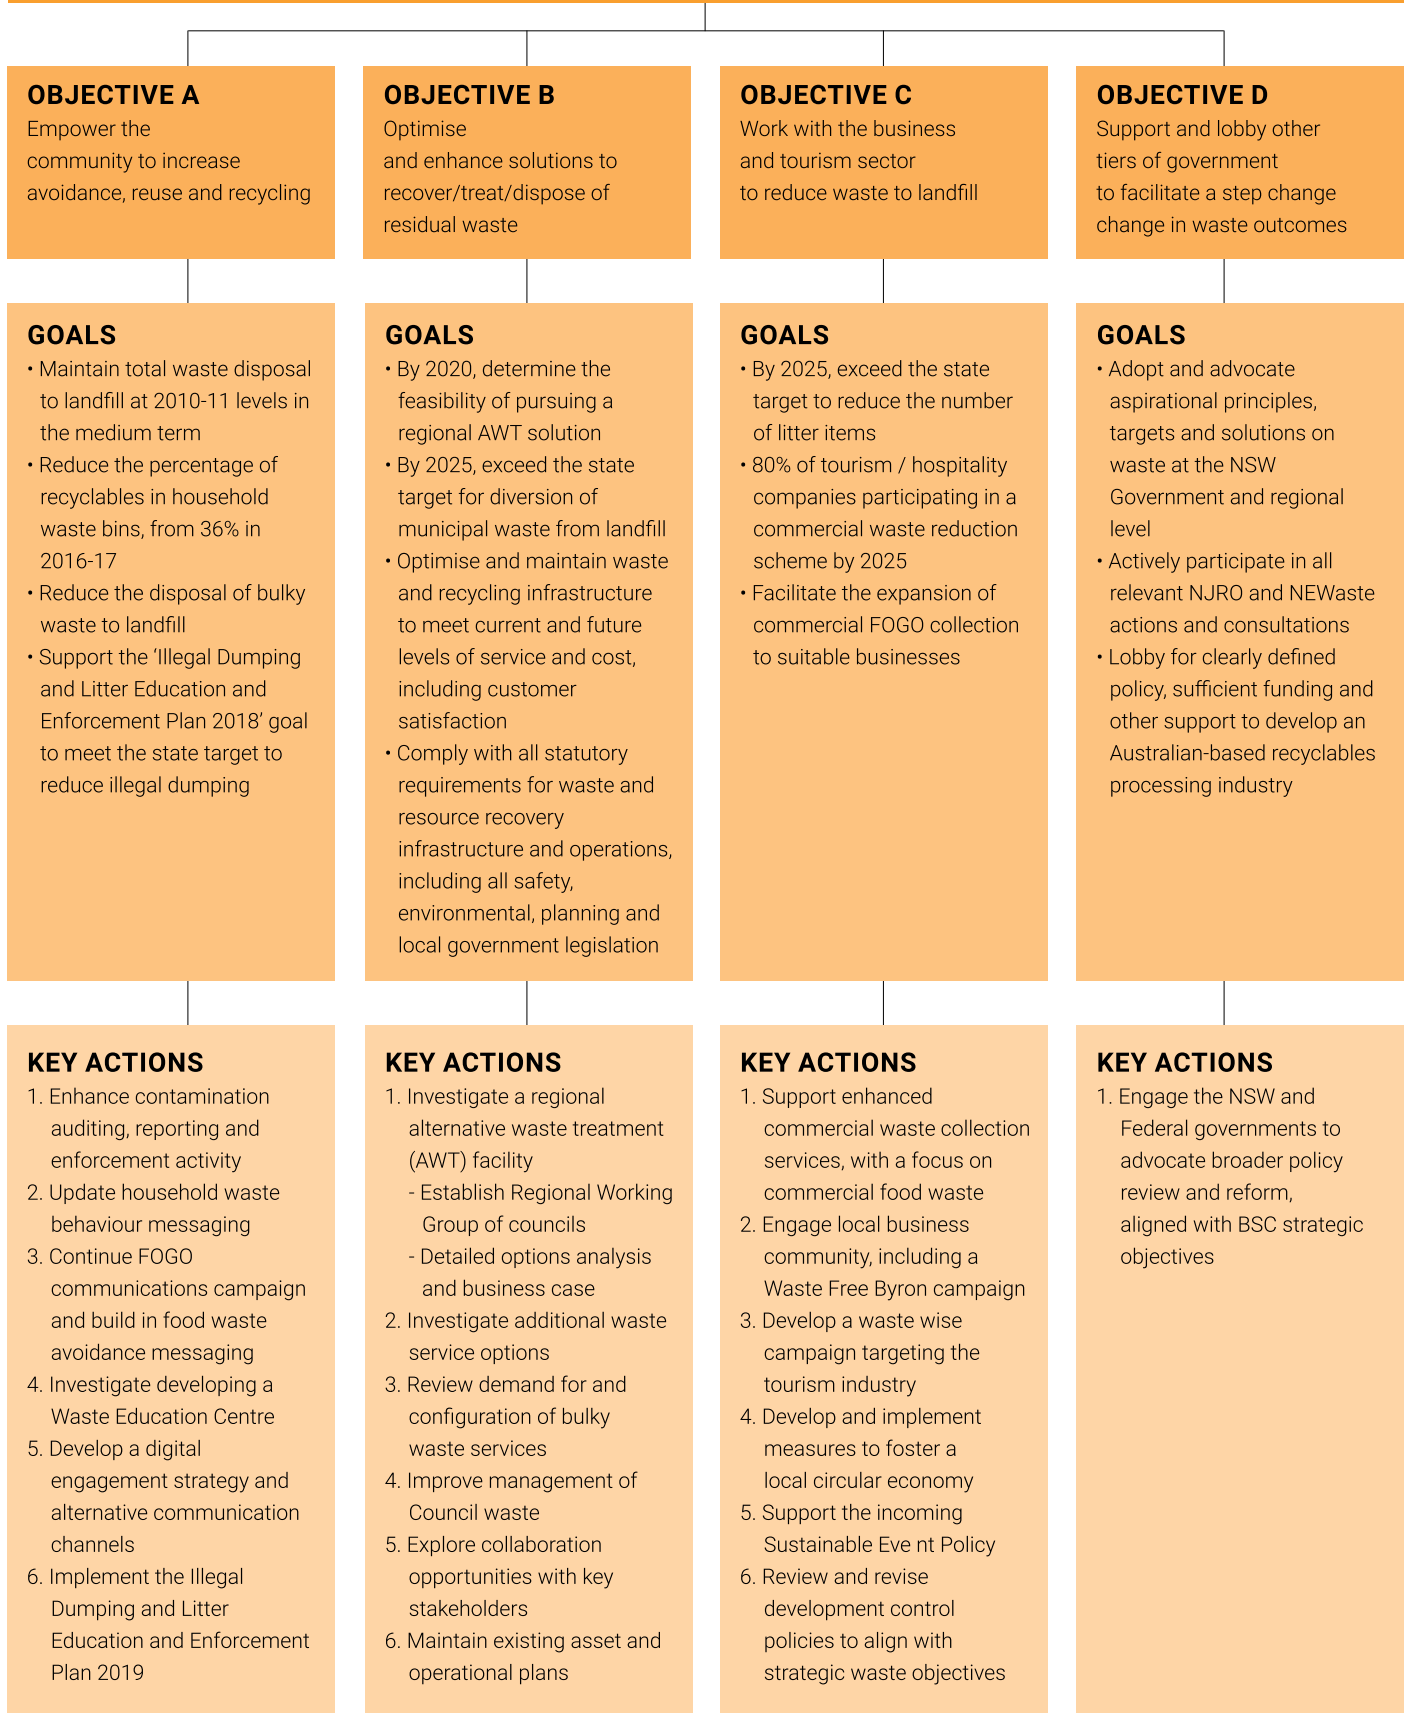 OBJECTIVE A
Empower the
community to increase
avoidance, reuse and recycling
OBJECTIVE B
Optimise
and enhance solutions to
recover/treat/dispose of
residual waste
OBJECTIVE C
Work with the business
and tourism sector
to reduce waste to landfill
OBJECTIVE D
Support and lobby other
tiers of government
to facilitate a step change
change in waste outcomes
GOALS
• Maintain total waste disposal
to landfill at 2010-11 levels in
the medium term
• Reduce the percentage of
recyclables in household
waste bins, from 36% in
2016-17
• Reduce the disposal of bulky
waste to landfill
• Support the ‘Illegal Dumping
and Litter Education and
Enforcement Plan 2018’ goal
to meet the state target to
reduce illegal dumping
GOALS
• By 2020, determine the
feasibility of pursuing a
regional AWT solution
• By 2025, exceed the state
target for diversion of
municipal waste from landfill
• Optimise and maintain waste
and recycling infrastructure
to meet current and future
levels of service and cost,
including customer
satisfaction
• Comply with all statutory
requirements for waste and
resource recovery
infrastructure and operations,
including all safety,
environmental, planning and
local government legislation
GOALS
• By 2025, exceed the state
target to reduce the number
of litter items
• 80% of tourism / hospitality
companies participating in a
commercial waste reduction
scheme by 2025
• Facilitate the expansion of
commercial FOGO collection
to suitable businesses
GOALS
• Adopt and advocate
aspirational principles,
targets and solutions on
waste at the NSW
Government and regional
level
• Actively participate in all
relevant NJRO and NEWaste
actions and consultations
• Lobby for clearly defined
policy, sufficient funding and
other support to develop an
Australian-based recyclables
processing industry
KEY ACTIONS
1. Enhance contamination
auditing, reporting and
enforcement activity
2. Update household waste
behaviour messaging
3. Continue FOGO
communications campaign
and build in food waste
avoidance messaging
4. Investigate developing a
Waste Education Centre
5. Develop a digital
engagement strategy and
alternative communication
channels
6. Implement the Illegal
Dumping and Litter
Education and Enforcement
Plan 2019
KEY ACTIONS
1. Investigate a regional
alternative waste treatment
(AWT) facility
- Establish Regional Working
Group of councils
- Detailed options analysis
and business case
2. Investigate additional waste
service options
3. Review demand for and
configuration of bulky
waste services
4. Improve management of
Council waste
5. Explore collaboration
opportunities with key
stakeholders
6. Maintain existing asset and
operational plans
KEY ACTIONS
1. Support enhanced
commercial waste collection
services, with a focus on
commercial food waste
2. Engage local business
community, including a
Waste Free Byron campaign
3. Develop a waste wise
campaign targeting the
tourism industry
4. Develop and implement
measures to foster a
local circular economy
5. Support the incoming
Sustainable Eve nt Policy
6. Review and revise
development control
policies to align with
strategic waste objectives
KEY ACTIONS
1. Engage the NSW and
Federal governments to
advocate broader policy
review and reform,
aligned with BSC strategic
objectives